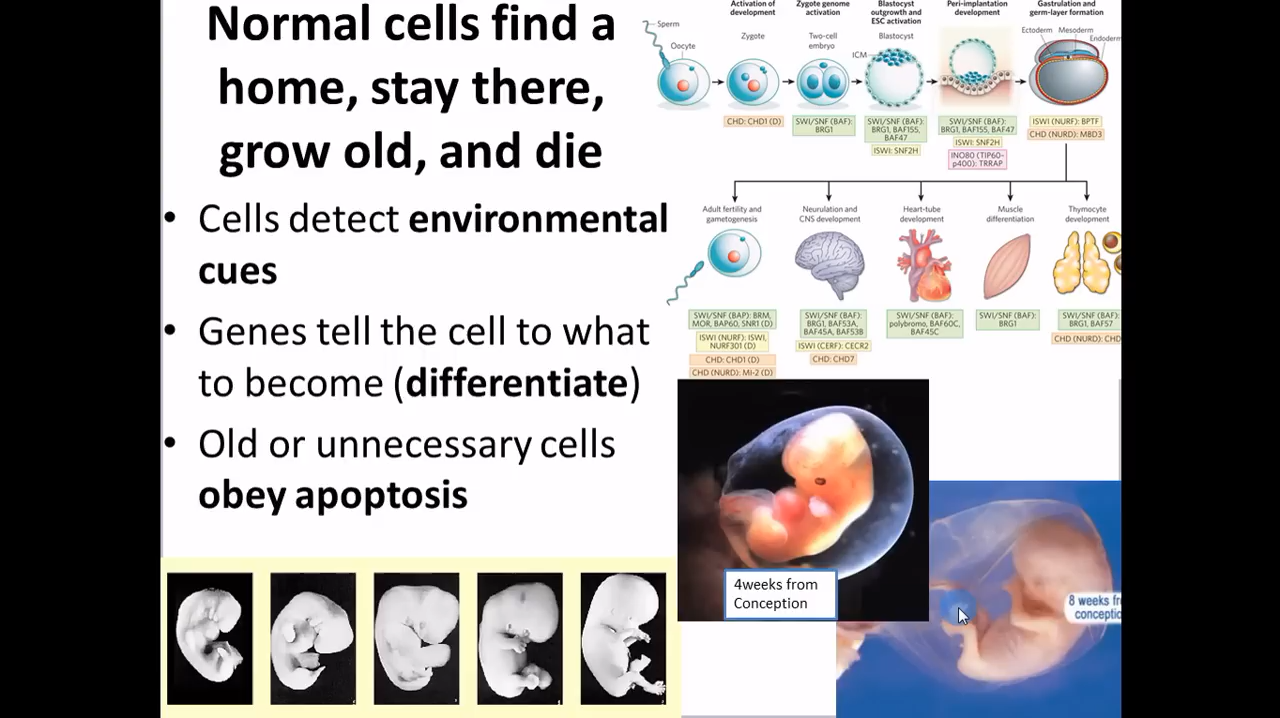 Normal cells find a
home, stay there,
grow old, and die
• Cells detect environmental
cues
• Genes tell the cell to what
to become (differentiate)
• Old or unnecessary cells
obey apoptosis
Activation of
development
Zygote genome
activation
Blastocyst
outgrowth and
ESC activation
Peri-implantation
development
Gastrulation and
germ-layer formation
Sperm
Oocyte
Zygote
Two-cell
embryo
Blastocyst
ICM
Ectoderm
Mesoderm
Endoderm
CHD: CHD1 (D)
SWI/SNF (BAF):
BRG1
SWI/SNF (BAF):
BRG1, BAF155,
BAF47
ISWI: SNF2H
SWI/SNF (BAF):
BRG1, BAF155, BAF47
ISWI: SNF2H
INO80 (TIP60–
p400): TRRAP
ISWI (NURF): BPTF
CHD (NURD): MBD3
Adult fertility and
gametogenesis
Neurulation and
CNS development
Heart-tube
development
Muscle
differentiation
Thymocyte
development
SWI/SNF (BAP): BRM,
MOR, BAP60, SNR1 (D)
ISWI (NURF): ISWI,
NURF301 (D)
CHD: CHD1 (D)
CHD (NURD): MI-2 (D)
SWI/SNF (BAF):
BRG1, BAF53A,
BAF45A, BAF53B
ISWI (CERF): CECR2
CHD: CHD7
SWI/SNF (BAF):
polybromo, BAF60C,
BAF45C
SWI/SNF (BAF):
BRG1
SWI/SNF (BAF):
BRG1, BAF57
CHD (NURD): CHD
4weeks from
Conception
8 weeks fr
conceptio